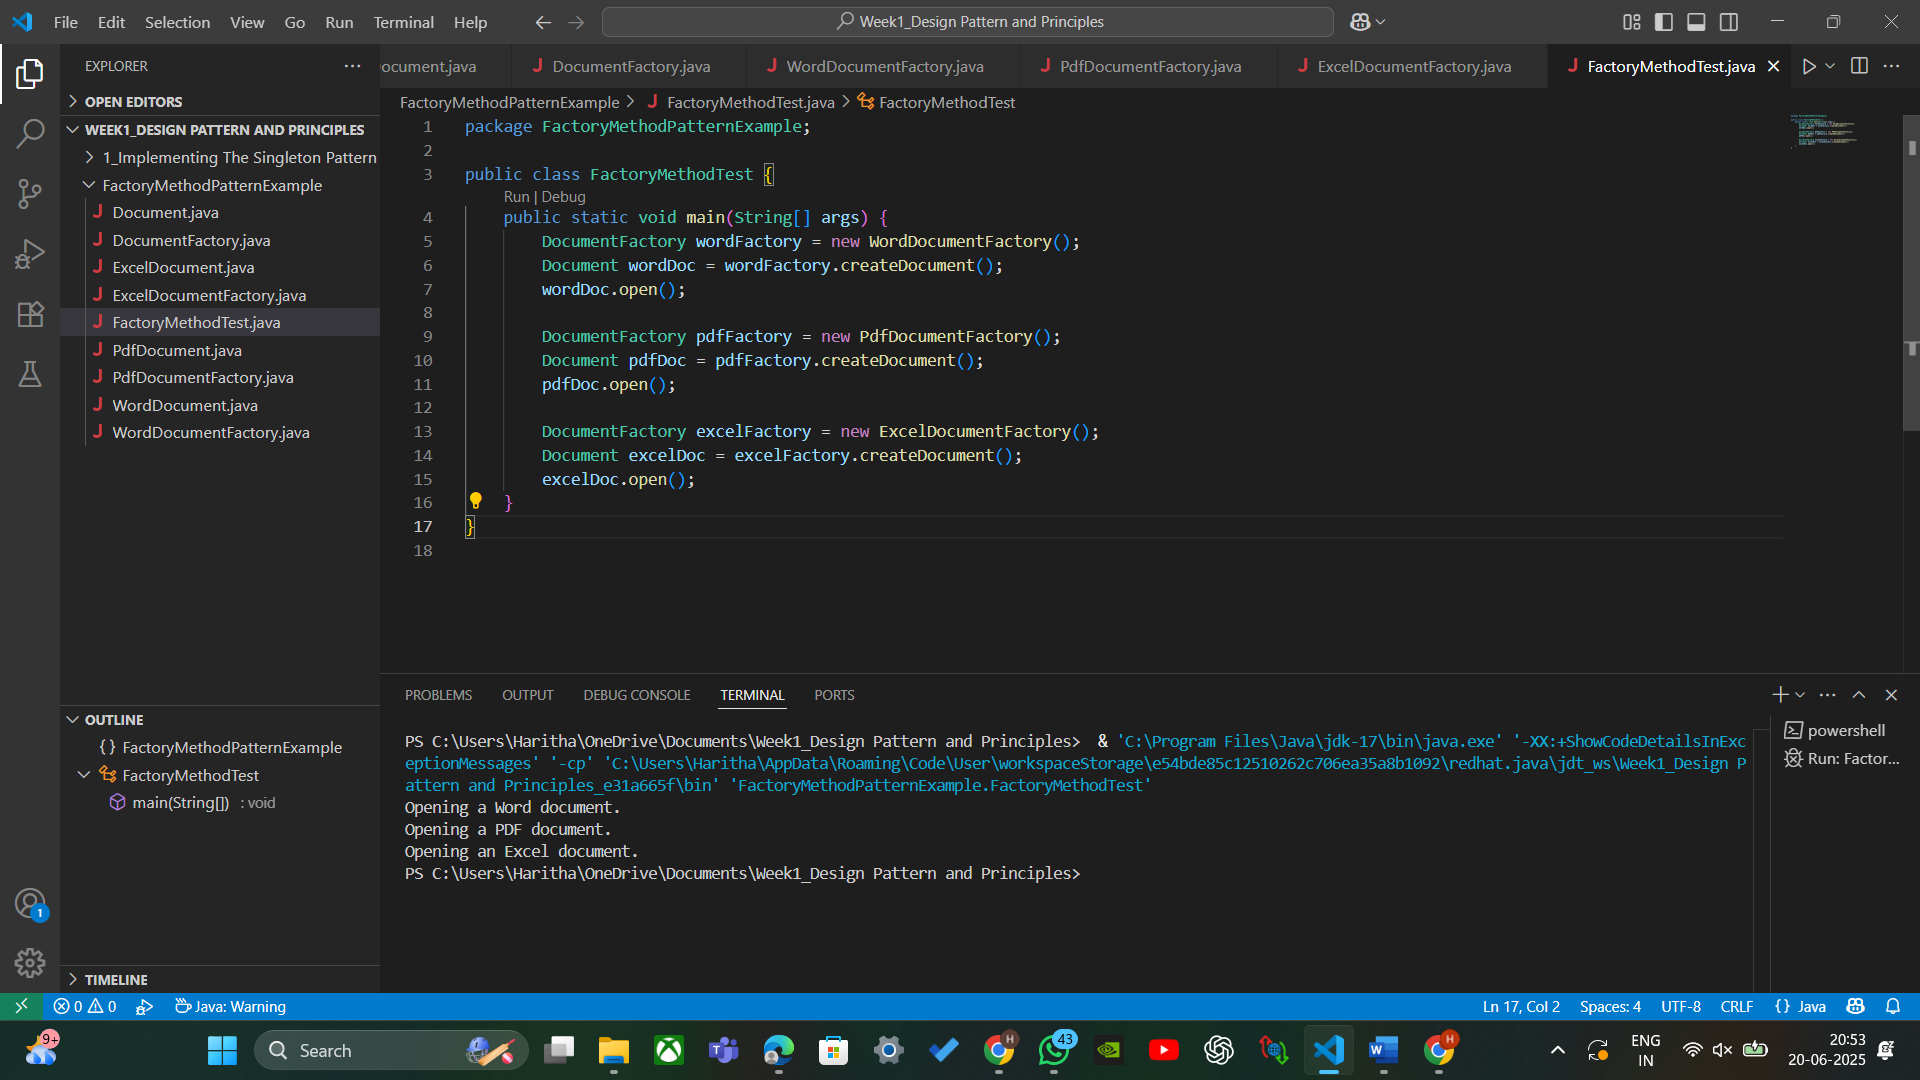 File Edit Selection View Go Run Terminal Help
Week1_Design Pattern and Principles
EXPLORER
OPEN EDITORS
WEEK1_DESIGN PATTERN AND PRINCIPLES
1_Implementing The Singleton Pattern
FactoryMethodPatternExample
J Document.java
J DocumentFactory.java
J ExcelDocument.java
J ExcelDocumentFactory.java
J FactoryMethodTest.java
J PdfDocument.java
J PdfDocumentFactory.java
J WordDocument.java
J WordDocumentFactory.java
OUTLINE
{} FactoryMethodPatternExample
FactoryMethodTest
main(String[]) : void
TIMELINE
ocument.java J DocumentFactory.java J WordDocumentFactory.java J PdfDocumentFactory.java J ExcelDocumentFactory.java J FactoryMethodTest.java
FactoryMethodPatternExample > J FactoryMethodTest.java > FactoryMethodTest
1 package FactoryMethodPatternExample;
2
3 public class FactoryMethodTest {
Run | Debug
4 public static void main(String[] args) {
5 DocumentFactory wordFactory = new WordDocumentFactory();
6 Document wordDoc = wordFactory.createDocument();
7 wordDoc.open();
8
9 DocumentFactory pdfFactory = new PdfDocumentFactory();
10 Document pdfDoc = pdfFactory.createDocument();
11 pdfDoc.open();
12
13 DocumentFactory excelFactory = new ExcelDocumentFactory();
14 Document excelDoc = excelFactory.createDocument();
15 excelDoc.open();
16 }
17 }
18
PROBLEMS OUTPUT DEBUG CONSOLE TERMINAL PORTS
PS C:\Users\Haritha\OneDrive\Documents\Week1_Design Pattern and Principles> & 'C:\Program Files\Java\jdk-17\bin\java.exe' '-XX:+ShowCodeDetailsInExc
eptionMessages' '-cp' 'C:\Users\Haritha\AppData\Roaming\Code\User\workspaceStorage\e54bde85c12510262c706ea35a8b1092\redhat.java\jdt_ws\Week1_Design P
attern and Principles_e31a665f\bin' 'FactoryMethodPatternExample.FactoryMethodTest'
Opening a Word document.
Opening a PDF document.
Opening an Excel document.
PS C:\Users\Haritha\OneDrive\Documents\Week1_Design Pattern and Principles>
powershell
Run: Factor...
1
0 0 Java: Warning
Ln 17, Col 2 Spaces: 4 UTF-8 CRLF {} Java
9+
Search
H
43
H
ENG
IN
20:53
20-06-2025